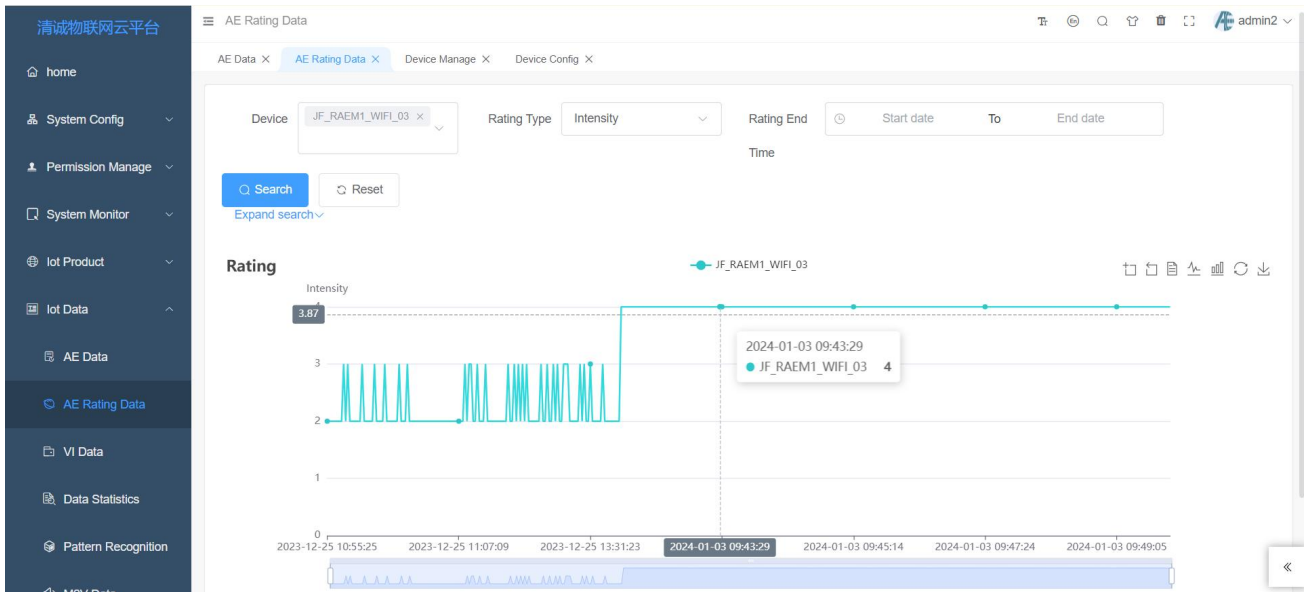 清诚物联网云平台
AE Rating Data
admin2
AE Data
AE Rating Data
Device Manage
Device Config
home
System Config
Permission Manage
System Monitor
Iot Product
Iot Data
AE Data
AE Rating Data
VI Data
Data Statistics
Pattern Recognition
Device
JF_RAEM1_WIFI_03
Rating Type
Intensity
Rating End Time
Start date
To
End date
Search
Reset
Expand search
Rating
JF_RAEM1_WIFI_03
Intensity
4
3.87
3
2
1
0
2024-01-03 09:43:29
JF_RAEM1_WIFI_03 4
2023-12-25 10:55:25
2023-12-25 11:07:09
2023-12-25 13:31:23
2024-01-03 09:43:29
2024-01-03 09:45:14
2024-01-03 09:47:24
2024-01-03 09:49:05